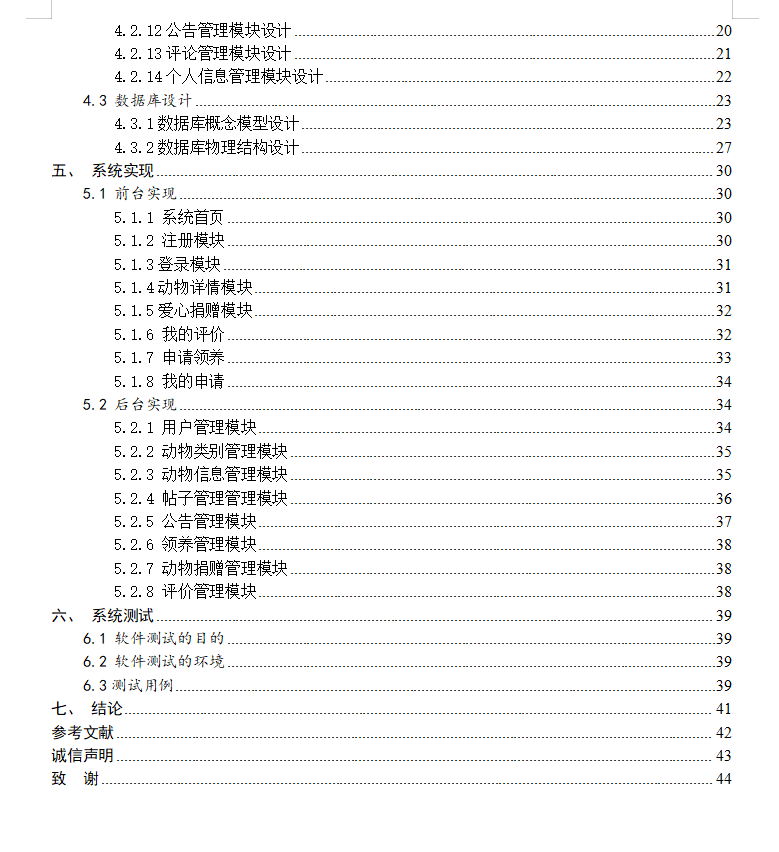 4.2.12公告管理模块设计 20
4.2.13评论管理模块设计 21
4.2.14个人信息管理模块设计 22
4.3 数据库设计 23
4.3.1数据库概念模型设计 23
4.3.2数据库物理结构设计 27
五、 系统实现 30
5.1 前台实现 30
5.1.1 系统首页 30
5.1.2 注册模块 30
5.1.3登录模块 31
5.1.4动物详情模块 31
5.1.5爱心捐赠模块 32
5.1.6 我的评价 32
5.1.7 申请领养 33
5.1.8 我的申请 34
5.2 后台实现 34
5.2.1 用户管理模块 34
5.2.2 动物类别管理模块 35
5.2.3 动物信息管理模块 35
5.2.4 帖子管理管理模块 36
5.2.5 公告管理模块 37
5.2.6 领养管理模块 38
5.2.7 动物捐赠管理模块 38
5.2.8 评价管理模块 38
六、 系统测试 39
6.1 软件测试的目的 39
6.2 软件测试的环境 39
6.3测试用例 39
七、 结论 41
参考文献 42
诚信声明 43
致 谢 44